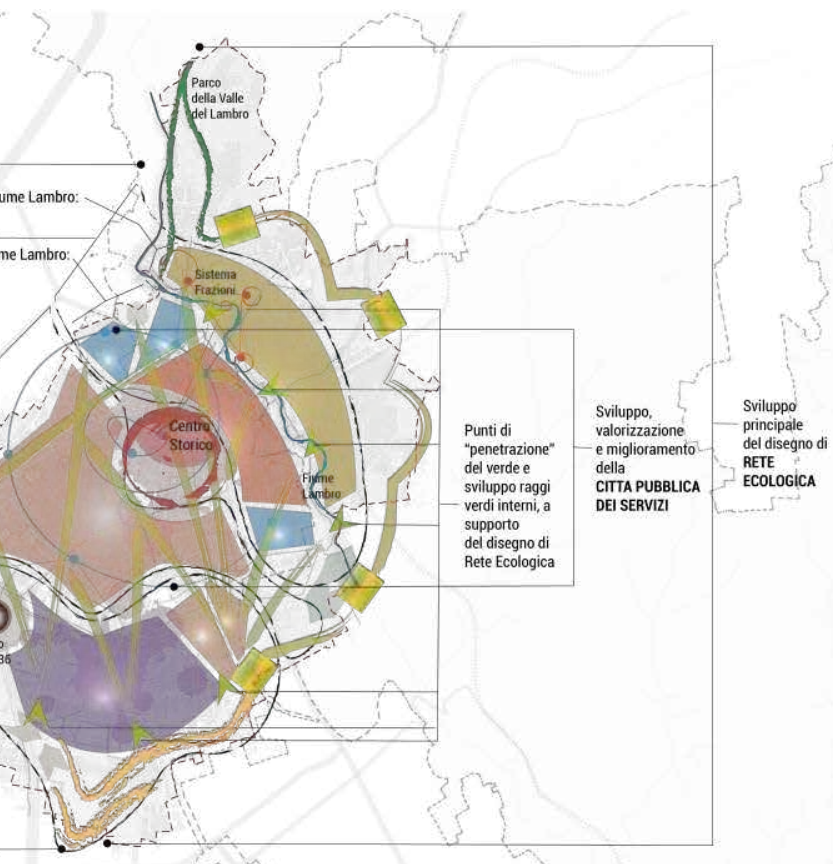 Parco
della Valle
del Lambro
ume Lambro:
me Lambro:
Sistema
Frazioni
Centro
Storico
Fiume
Lambro
36
Punti di
“penetrazione”
del verde e
sviluppo raggi
verdi interni, a
supporto
del disegno di
Rete Ecologica
Sviluppo,
valorizzazione
e miglioramento
della
CITTA PUBBLICA
DEI SERVIZI
Sviluppo
principale
del disegno di
RETE
ECOLOGICA